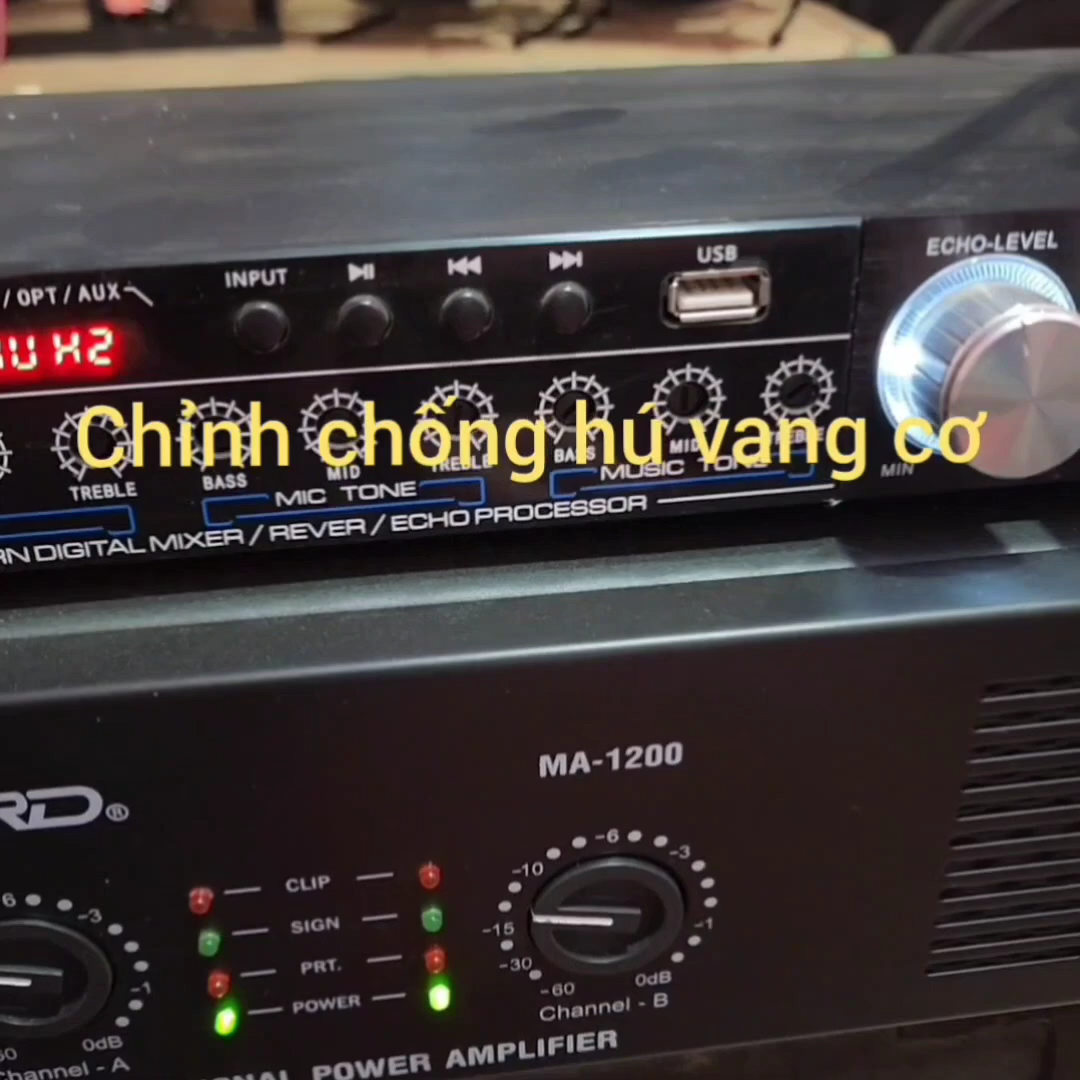 ECHO-LEVEL
USB
INPUT
/ OPT / AUX
Chỉnh chống hú vang cơ
TREBLE
BASS
MID
TREBLE
BASS
MID
MIN
MIC TONE
MUSIC TONE
DIGITAL MIXER / REVER / ECHO PROCESSOR
MA-1200
®
CLIP
SIGN
PRT.
POWER
-3
-1
0dB
Channel - A
-60
-30
-15
-10
-6
-3
-1
0dB
Channel - B
POWER AMPLIFIER